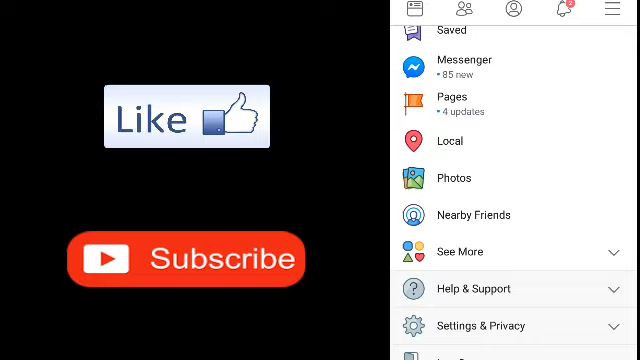 Like
Subscribe
2
Saved
Messenger
85 new
Pages
4 updates
Local
Photos
Nearby Friends
See More
Help & Support
Settings & Privacy